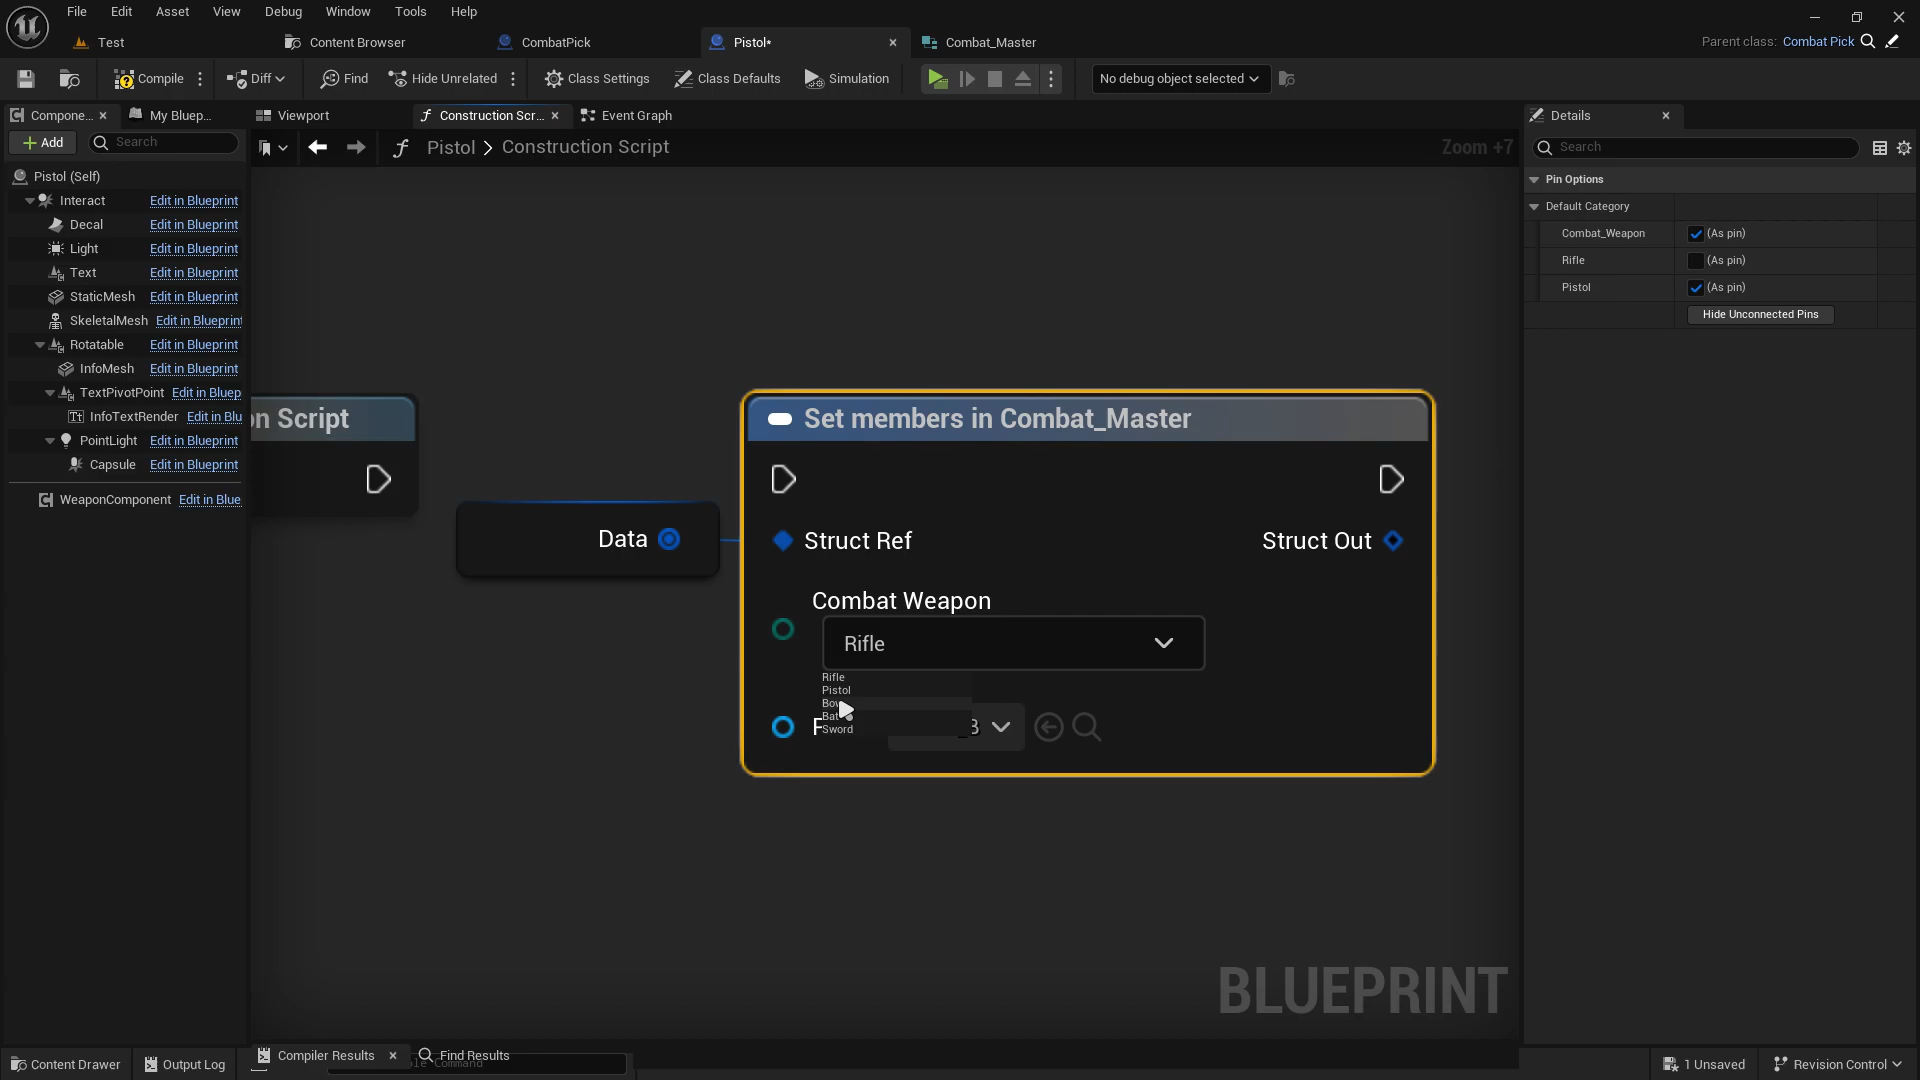 File Edit Asset View Debug Window Tools Help
Test Content Browser CombatPick Pistol* Combat_Master Parent class: Combat Pick
Compile Diff Find Hide Unrelated Class Settings Class Defaults Simulation No debug object selected
Compone... My Bluep... Viewport Construction Scr... Event Graph Details
Add Search Pistol > Construction Script Zoom +7 Search
Pistol (Self)
Interact Edit in Blueprint
Decal Edit in Blueprint
Light Edit in Blueprint
Text Edit in Blueprint
StaticMesh Edit in Blueprint
SkeletalMesh Edit in Blueprint
Rotatable Edit in Blueprint
InfoMesh Edit in Blueprint
TextPivotPoint Edit in Bluep
InfoTextRender Edit in Blu
PointLight Edit in Blueprint
Capsule Edit in Blueprint
WeaponComponent Edit in Blue
on Script
Data
Set members in Combat_Master
Struct Ref Struct Out
Combat Weapon
Rifle
Rifle
Pistol
Bow
Bat
Sword
Pin Options
Default Category
Combat_Weapon (As pin)
Rifle (As pin)
Pistol (As pin)
Hide Unconnected Pins
BLUEPRINT
Compiler Results Find Results
Content Drawer Output Log Command 1 Unsaved Revision Control